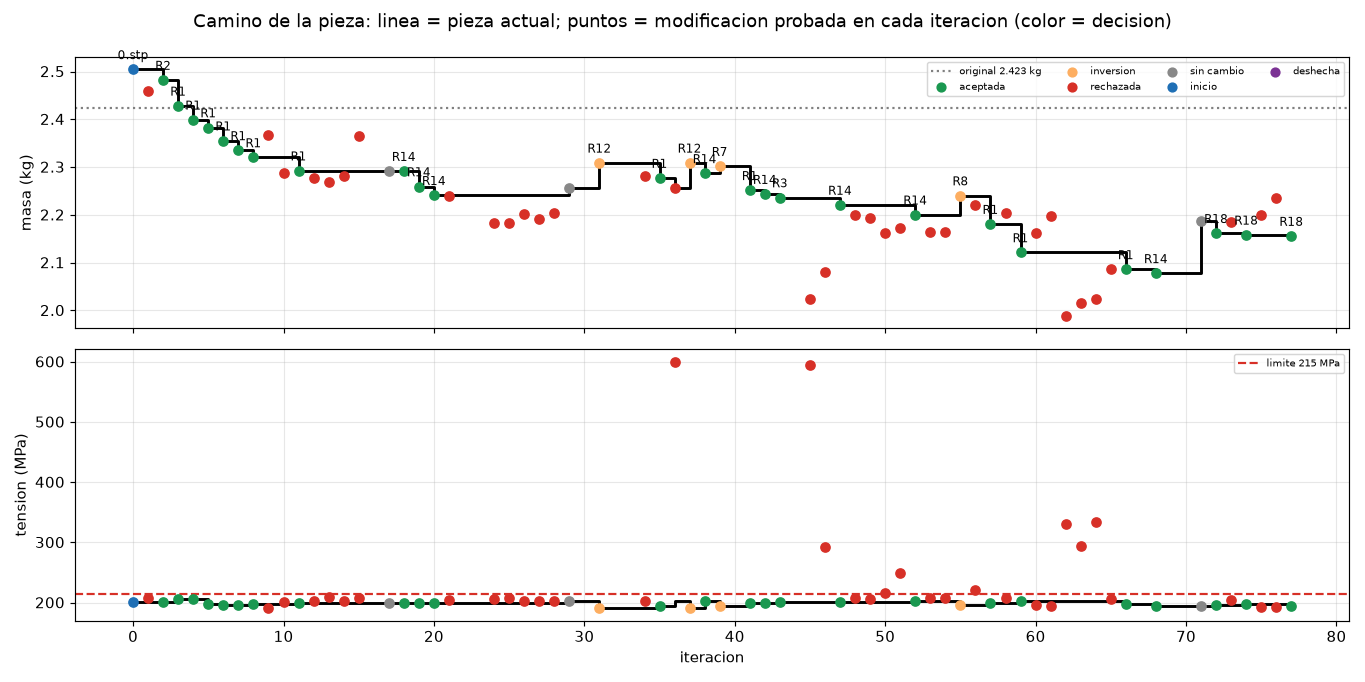 Camino de la pieza: linea = pieza actual; puntos = modificacion probada en cada iteracion (color = decision)
original 2.423 kg
aceptada
inversion
rechazada
sin cambio
inicio
deshecha
masa (kg)
2.5
2.4
2.3
2.2
2.1
2.0
0.stp
R2
R1
R1
R1
R1
R1
R1
R1
R14
R14
R14
R12
R1
R12
R14
R7
R1
R14
R3
R14
R14
R8
R1
R1
R1
R14
R18
R18
R18
limite 215 MPa
tension (MPa)
600
500
400
300
200
0
10
20
30
40
50
60
70
80
iteracion